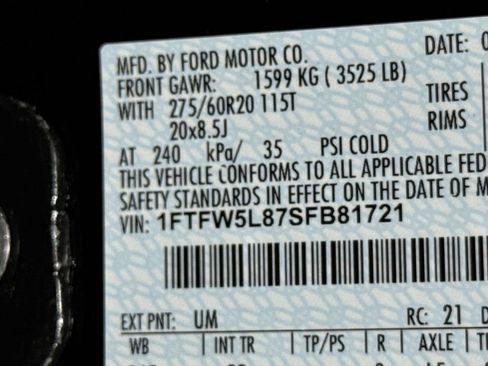 MFD. BY FORD MOTOR CO. DATE: 0
FRONT GAWR: 1599 KG ( 3525 LB)
WITH 275/60R20 115T TIRES
20x8.5J RIMS
AT 240 kPa/ 35 PSI COLD
THIS VEHICLE CONFORMS TO ALL APPLICABLE FED
SAFETY STANDARDS IN EFFECT ON THE DATE OF M
VIN: 1FTFW5L87SFB81721
EXT PNT: UM RC: 21 D
WB | INT TR | TP/PS | R | AXLE | T